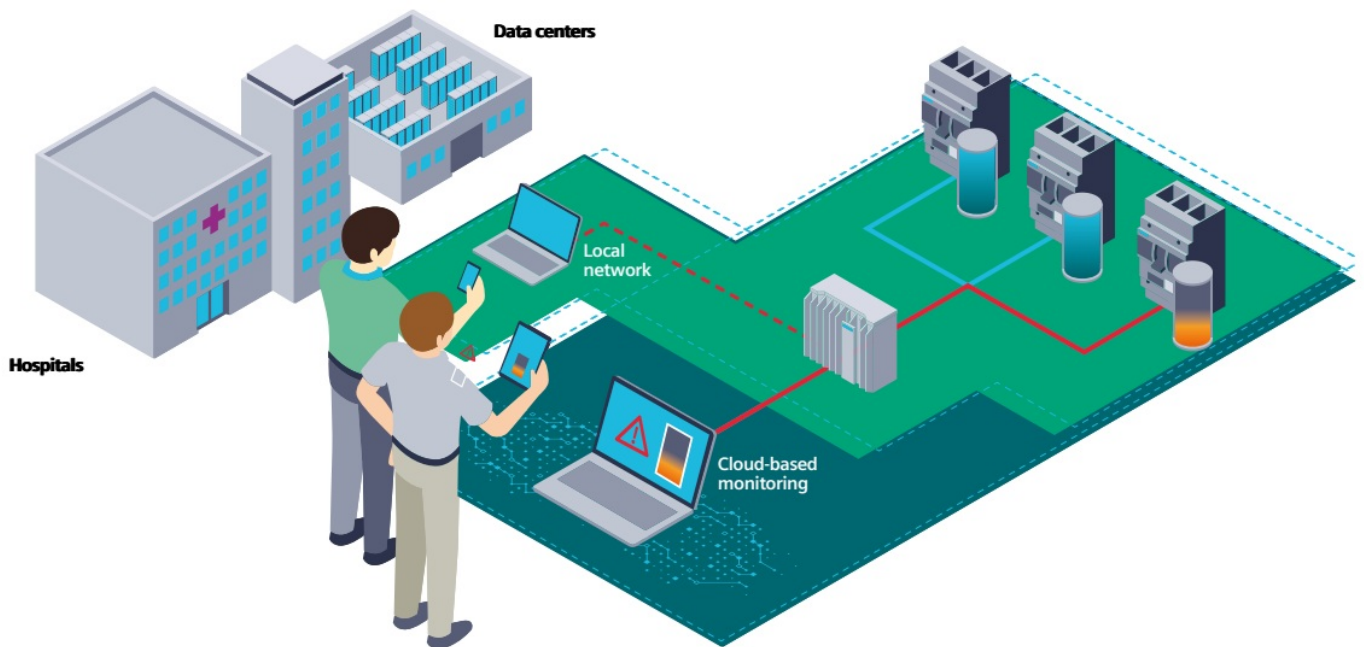 Data centers
Hospitals
Local
network
Cloud-based
monitoring